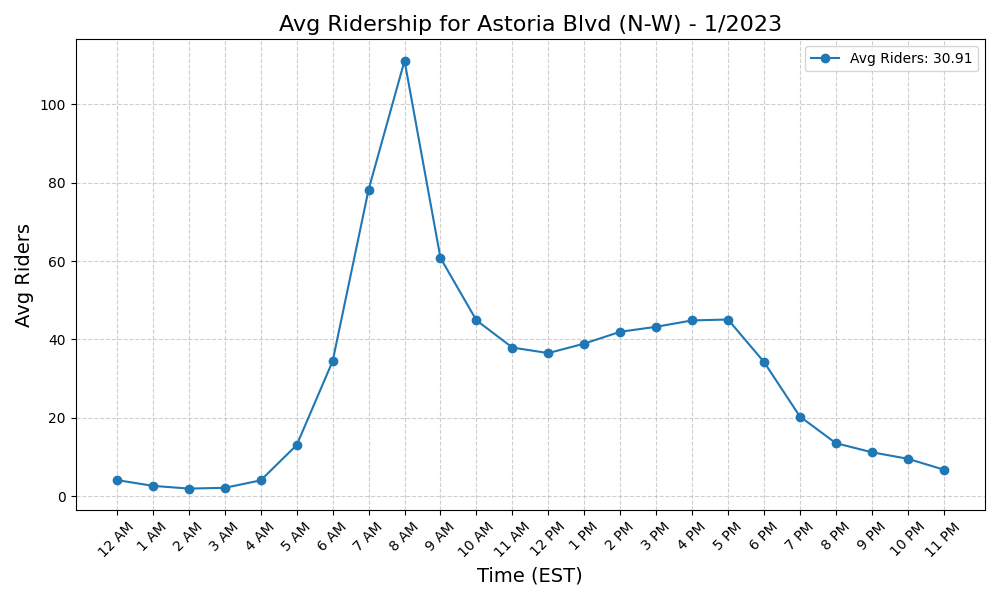 Avg Ridership for Astoria Blvd (N-W) - 1/2023
Avg Riders: 30.91
Avg Riders
100
80
60
40
20
0
12 AM
1 AM
2 AM
3 AM
4 AM
5 AM
6 AM
7 AM
8 AM
9 AM
10 AM
11 AM
12 PM
1 PM
2 PM
3 PM
4 PM
5 PM
6 PM
7 PM
8 PM
9 PM
10 PM
11 PM
Time (EST)